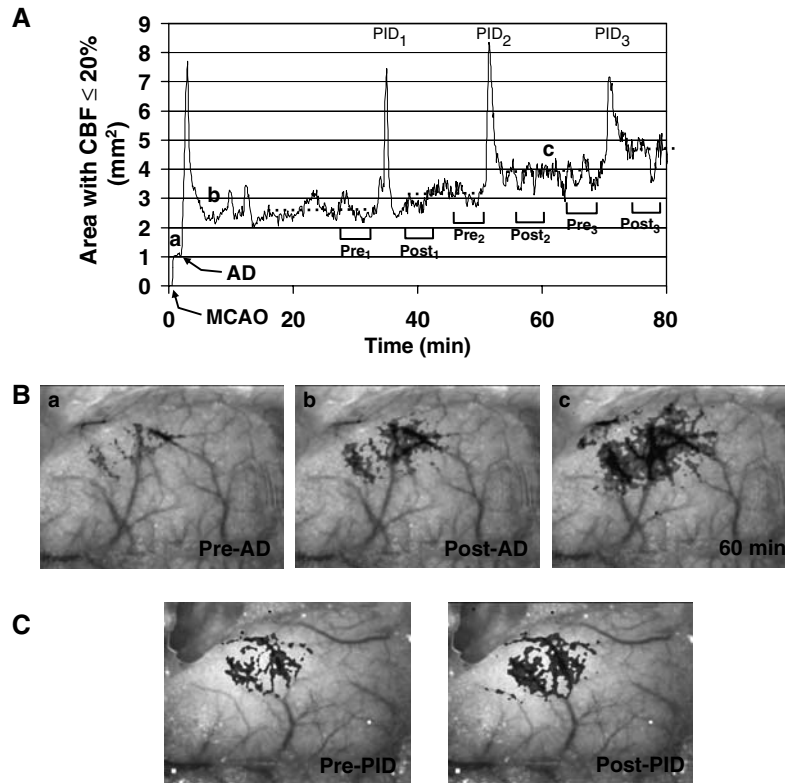 A
Area with CBF ≤ 20%
(mm²)
9
8
7
6
5
4
3
2
1
0
PID₁
PID₂
PID₃
a
b
c
AD
MCAO
Pre₁
Post₁
Pre₂
Post₂
Pre₃
Post₃
0
20
40
60
80
Time (min)
B
a
Pre-AD
b
Post-AD
c
60 min
C
Pre-PID
Post-PID